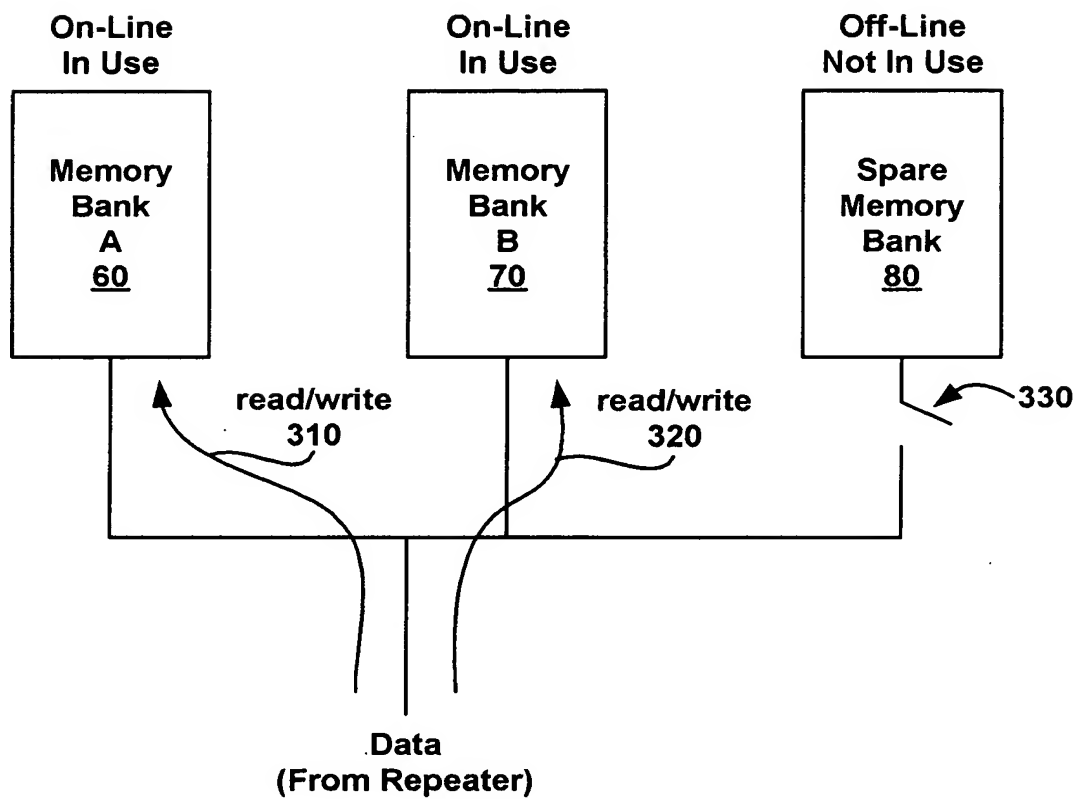 On-Line
In Use
On-Line
In Use
Off-Line
Not In Use
Memory
Bank
A
60
Memory
Bank
B
70
Spare
Memory
Bank
80
read/write
310
read/write
320
330
Data
(From Repeater)